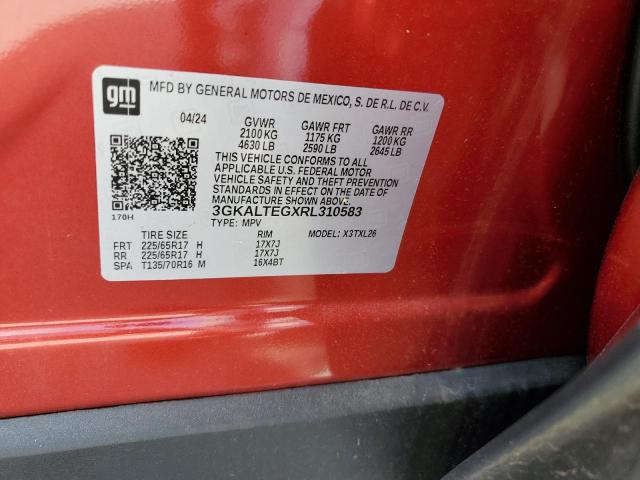 gm
MFD BY GENERAL MOTORS DE MEXICO, S. DE R.L. DE C.V.
04/24 GVWR GAWR FRT GAWR RR
2100 KG 1175 KG 1200 KG
4630 LB 2590 LB 2645 LB
THIS VEHICLE CONFORMS TO ALL
APPLICABLE U.S. FEDERAL MOTOR
VEHICLE SAFETY AND THEFT PREVENTION
STANDARDS IN EFFECT ON THE DATE OF
MANUFACTURE SHOWN ABOVE.
170H 3GKALTEGXRL310583
TYPE: MPV MODEL: X3TXL26
TIRE SIZE RIM
FRT 225/65R17 H 17X7J
RR 225/65R17 H 17X7J
SPA T135/70R16 M 16X4BT